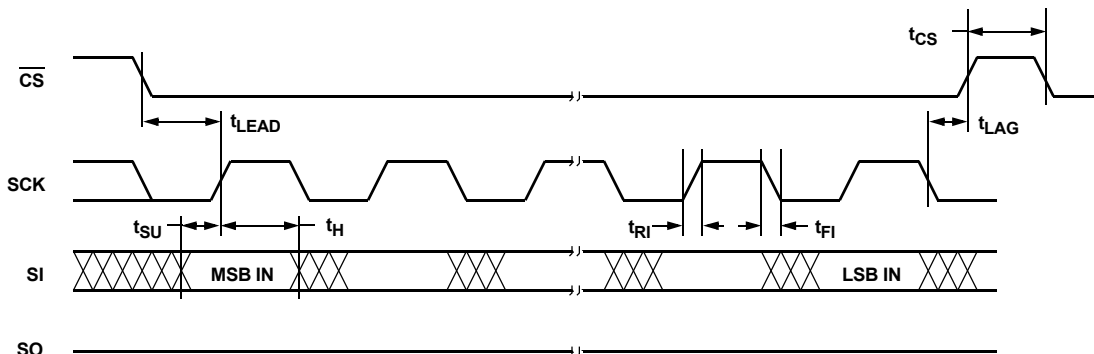 tCS
CS
tLEAD
tLAG
SCK
tSU
tH
tRI
tFI
SI
MSB IN
LSB IN
SO